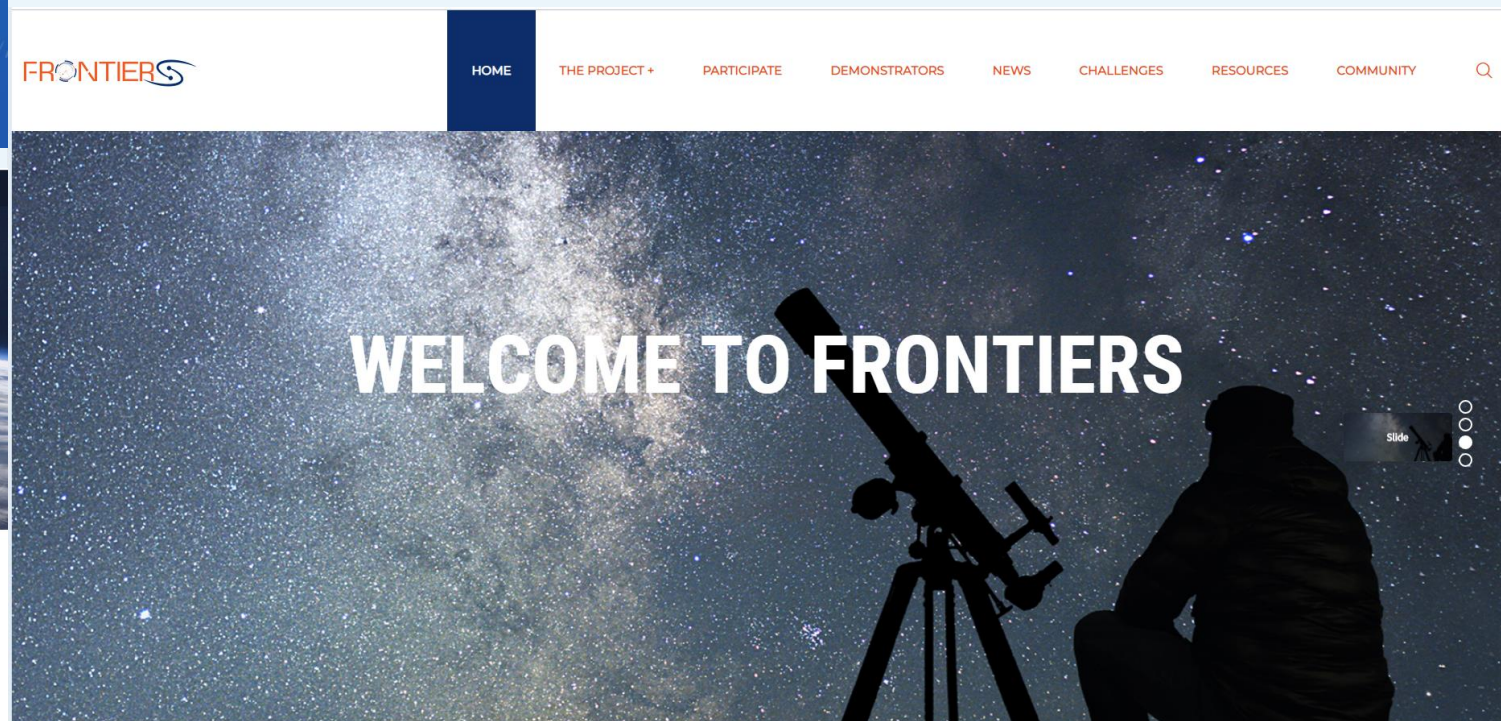 FRONTIERS
HOME
THE PROJECT +
PARTICIPATE
DEMONSTRATORS
NEWS
CHALLENGES
RESOURCES
COMMUNITY
WELCOME TO FRONTIERS
Slide